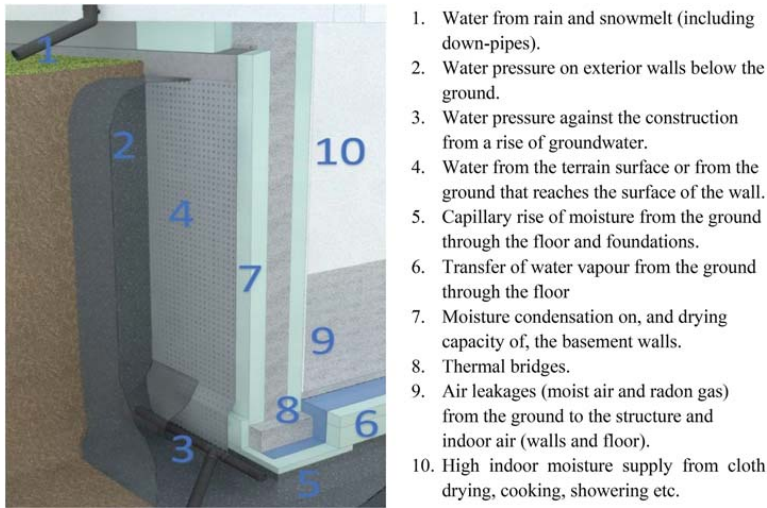 1
2
3
4
5
6
7
8
9
10
1. Water from rain and snowmelt (including
down-pipes).
2. Water pressure on exterior walls below the
ground.
3. Water pressure against the construction
from a rise of groundwater.
4. Water from the terrain surface or from the
ground that reaches the surface of the wall.
5. Capillary rise of moisture from the ground
through the floor and foundations.
6. Transfer of water vapour from the ground
through the floor
7. Moisture condensation on, and drying
capacity of, the basement walls.
8. Thermal bridges.
9. Air leakages (moist air and radon gas)
from the ground to the structure and
indoor air (walls and floor).
10. High indoor moisture supply from cloth
drying, cooking, showering etc.